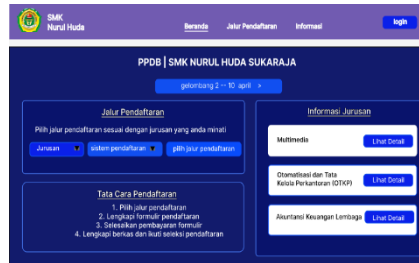 SMK
Nurul Huda
Beranda
Jalur Pendaftaran
Informasi
login
PPDB | SMK NURUL HUDA SUKARAJA
gelombang 2 -- 10 april >
Jalur Pendaftaran
Pilih jalur pendaftaran sesuai dengan jurusan yang anda minati
Jurusan
sistem pendaftaran
pilih jalur pendaftaran
Tata Cara Pendaftaran
1. Pilih jalur pendaftaran
2. Lengkapi formulir pendaftaran
3. Selesaikan pembayaran formulir
4. Lengkapi berkas dan ikuti seleksi pendaftaran
Informasi Jurusan
Multimedia
Lihat Detail
Otomatisasi dan Tata
Kelola Perkantoran (OTKP)
Lihat Detail
Akuntansi Keuangan Lembaga
Lihat Detail